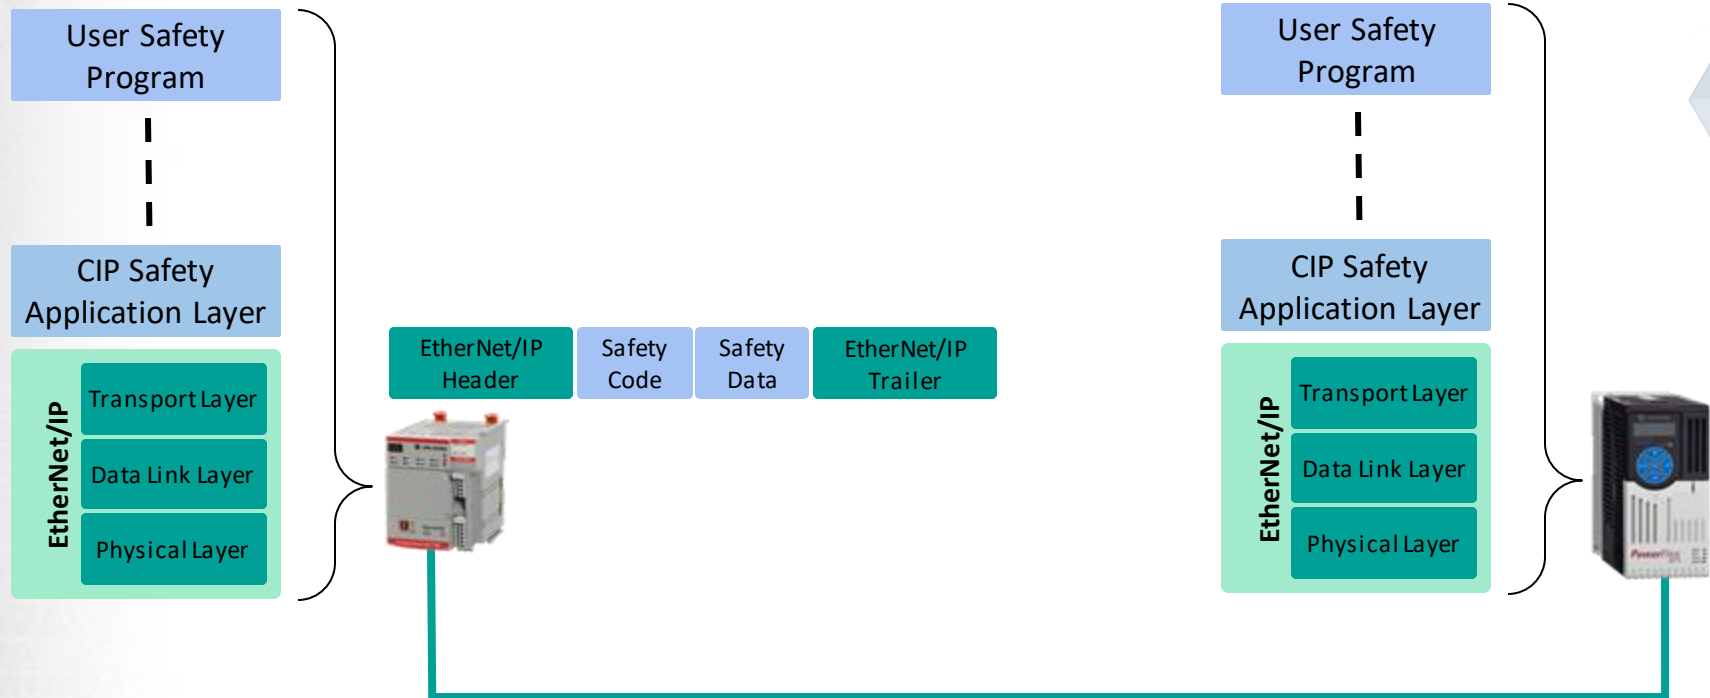 User Safety
Program
CIP Safety
Application Layer
EtherNet/IP
Transport Layer
Data Link Layer
Physical Layer
EtherNet/IP
Header
Safety
Code
Safety
Data
EtherNet/IP
Trailer
User Safety
Program
CIP Safety
Application Layer
EtherNet/IP
Transport Layer
Data Link Layer
Physical Layer
PowerFlex